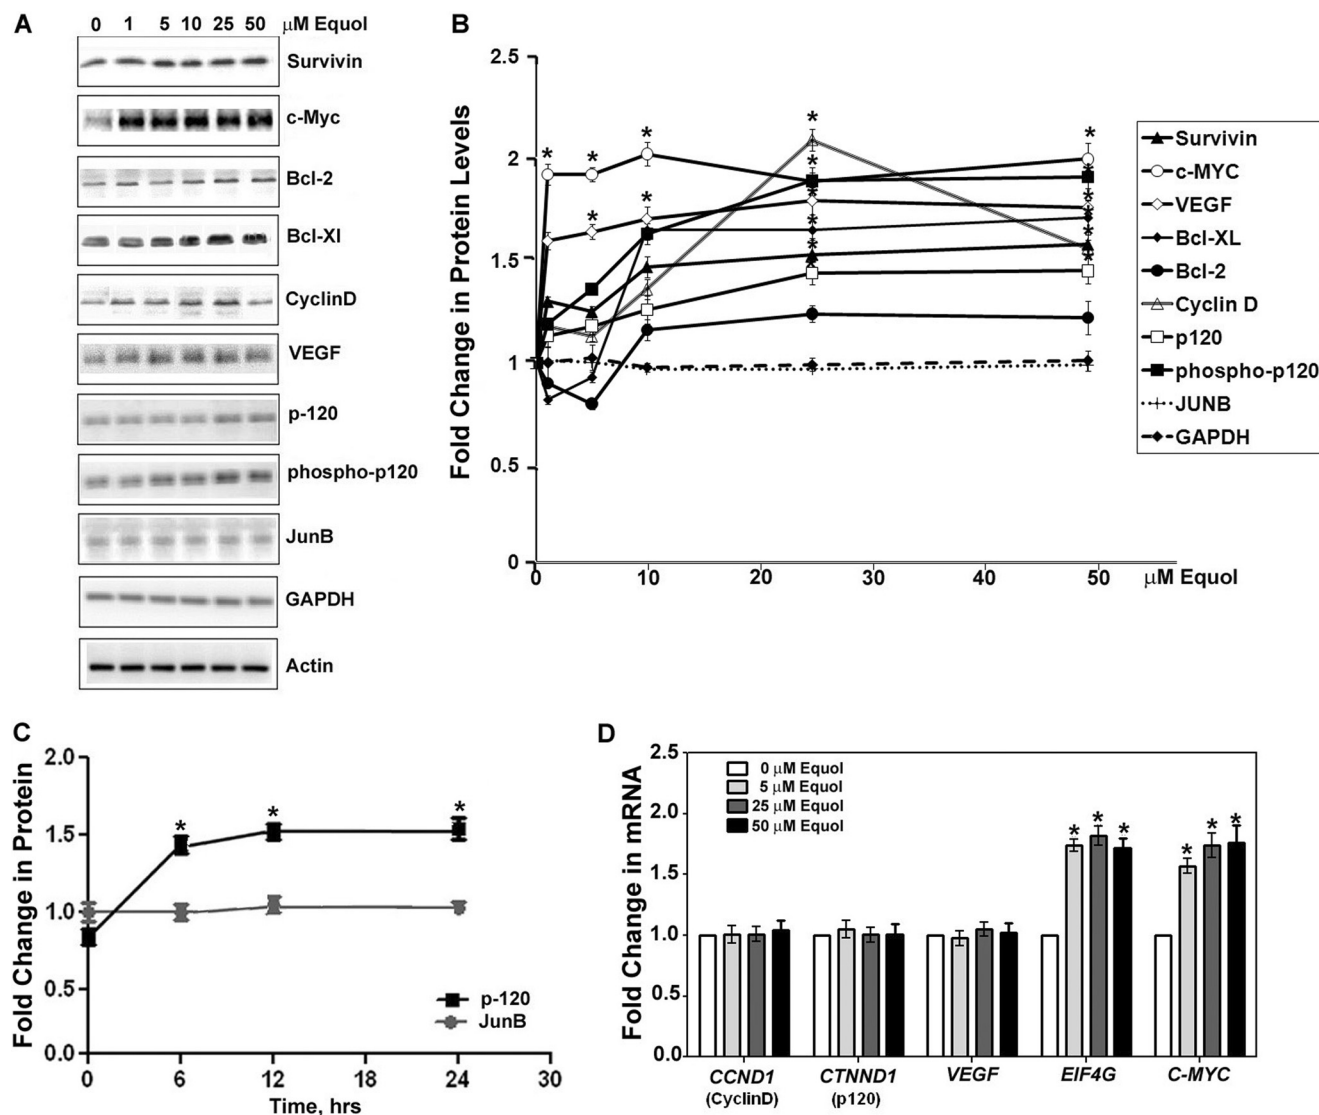 A
0 1 5 10 25 50 μM Equol
Survivin
c-Myc
Bcl-2
Bcl-Xl
CyclinD
VEGF
p-120
phospho-p120
JunB
GAPDH
Actin
B
Fold Change in Protein Levels
2.5
2
1.5
1
0.5
0
0 10 20 30 40 50 μM Equol
* * * * * * * * * * * * * * * * * *
Survivin
c-MYC
VEGF
Bcl-XL
Bcl-2
Cyclin D
p120
phospho-p120
JUNB
GAPDH
C
Fold Change in Protein
2.0
1.5
1.0
0.5
0.0
* * *
p-120
JunB
0 6 12 18 24 30
Time, hrs
D
Fold Change in mRNA
2.5
2.0
1.5
1.0
0.5
0.0
0 μM Equol
5 μM Equol
25 μM Equol
50 μM Equol
* * * * * *
CCND1 CTNND1 VEGF EIF4G C-MYC
(CyclinD) (p120)